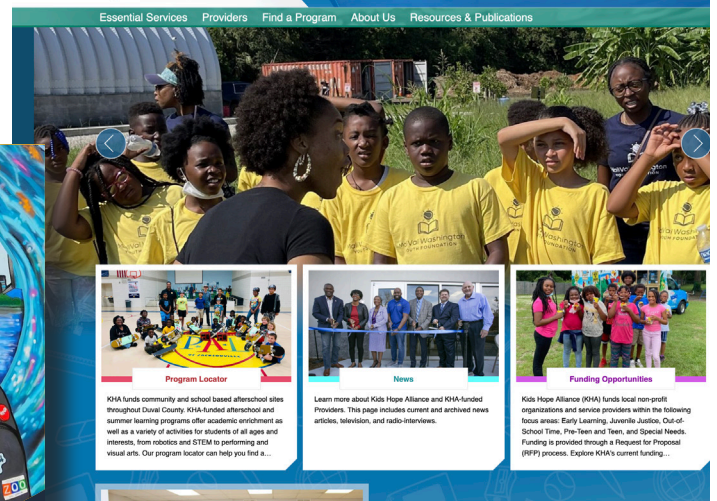 Essential Services Providers Find a Program About Us Resources & Publications
Program Locator
KHA funds community and school based afterschool sites
throughout Duval County. KHA-funded afterschool and
summer learning programs offer academic enrichment as
well as a variety of activities for students of all ages and
interests, from robotics and STEM to performing and
visual arts. Our program locator can help you find a...
News
Learn more about Kids Hope Alliance and KHA-funded
Providers. This page includes current and archived news
articles, television, and radio-interviews.
Funding Opportunities
Kids Hope Alliance (KHA) funds local non-profit
organizations and service providers within the following
focus areas: Early Learning, Juvenile Justice, Out-of-
School Time, Pre-Teen and Teen, and Special Needs.
Funding is provided through a Request for Proposal
(RFP) process. Explore KHA's current funding...
ZOO